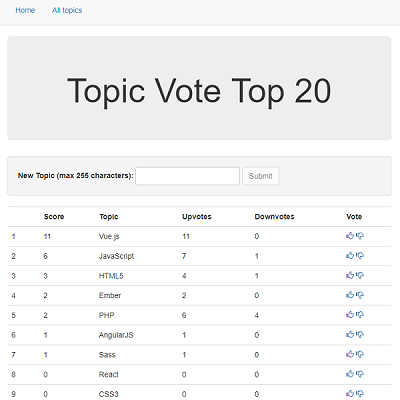 Home All topics
Topic Vote Top 20
New Topic (max 255 characters): Submit
Score Topic Upvotes Downvotes Vote
1 11 Vue.js 11 0
2 6 JavaScript 7 1
3 3 HTML5 4 1
4 2 Ember 2 0
5 2 PHP 6 4
6 1 AngularJS 1 0
7 1 Sass 1 0
8 0 React 0 0
9 0 CSS3 0 0